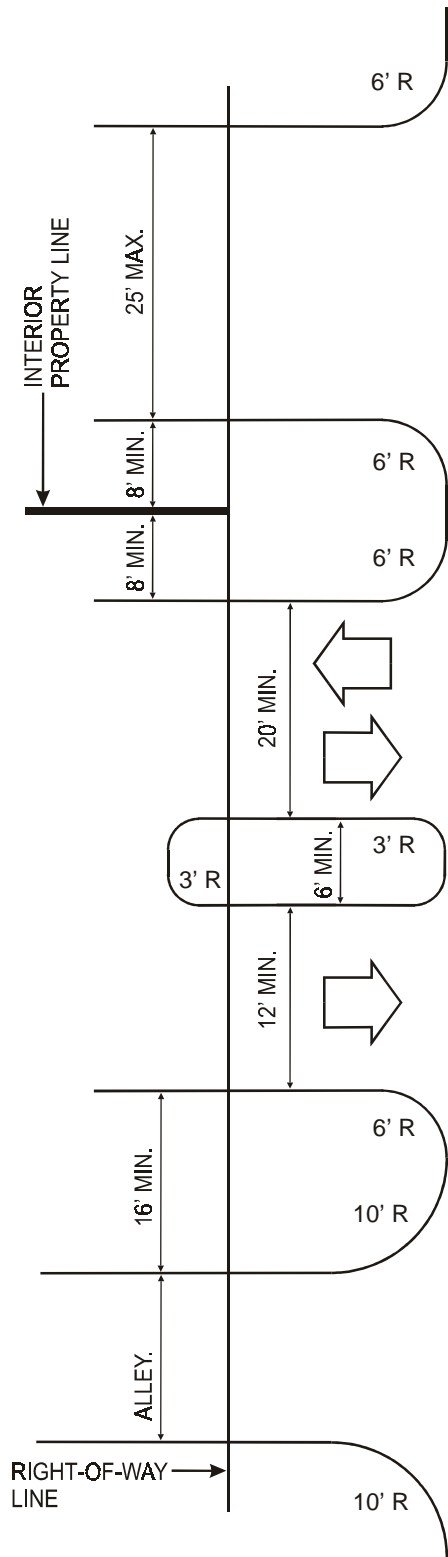 6' R
25' MAX.
INTERIOR
PROPERTY LINE
8' MIN.
6' R
8' MIN.
6' R
20' MIN.
3' R
6' MIN.
3' R
12' MIN.
6' R
16' MIN.
10' R
ALLEY.
RIGHT-OF-WAY
LINE
10' R